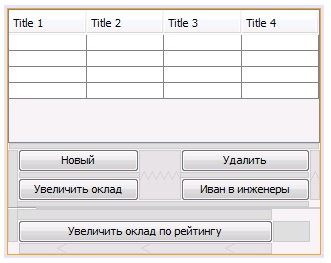 Title 1 Title 2 Title 3 Title 4
Новый Удалить
Увеличить оклад Иван в инженеры
Увеличить оклад по рейтингу